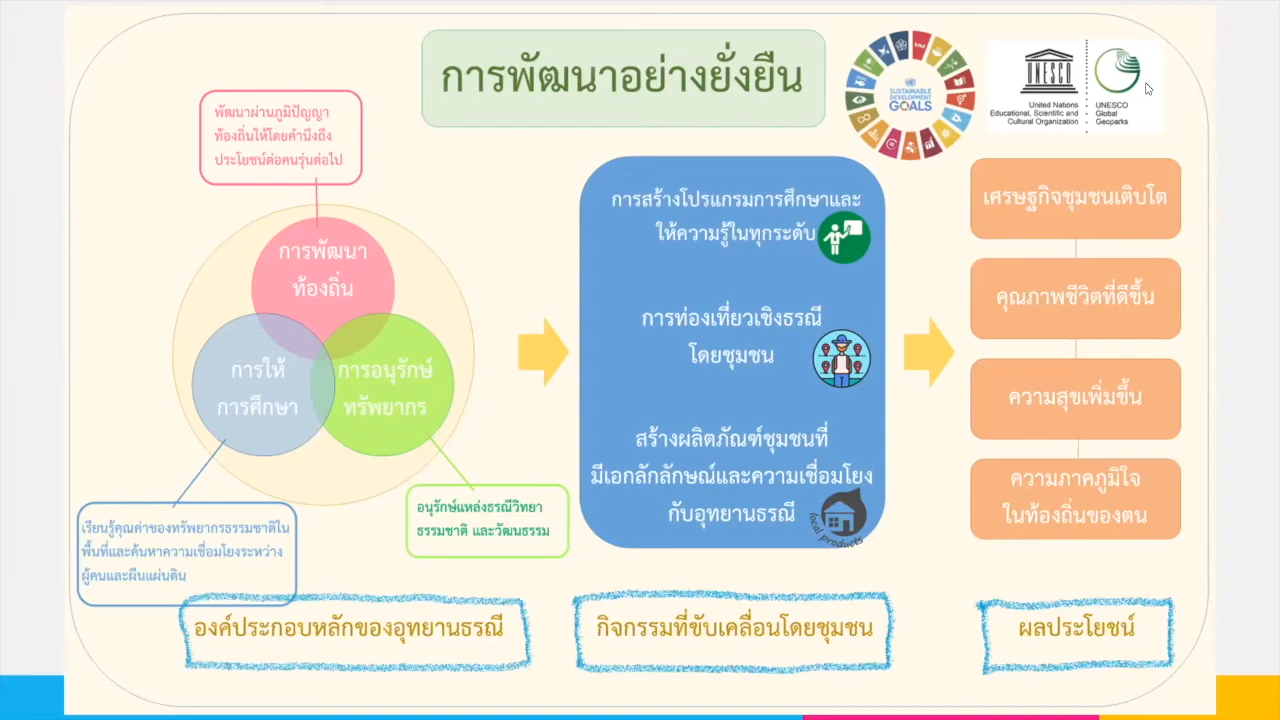 การพัฒนาอย่างยั่งยืน
SUSTAINABLE
DEVELOPMENT
GOALS
UNESCO
United Nations
Educational, Scientific and
Cultural Organization
UNESCO
Global
Geoparks
พัฒนาผ่านภูมิปัญญา
ท้องถิ่นให้โดยคำนึงถึง
ประโยชน์ต่อคนรุ่นต่อไป
การพัฒนา
ท้องถิ่น
การให้
การศึกษา
การอนุรักษ์
ทรัพยากร
เรียนรู้คุณค่าของทรัพยากรธรรมชาติใน
พื้นที่และค้นหาความเชื่อมโยงระหว่าง
ผู้คนและผืนแผ่นดิน
อนุรักษ์แหล่งธรณีวิทยา
ธรรมชาติ และวัฒนธรรม
องค์ประกอบหลักของอุทยานธรณี
การสร้างโปรแกรมการศึกษาและ
ให้ความรู้ในทุกระดับ
การท่องเที่ยวเชิงธรณี
โดยชุมชน
สร้างผลิตภัณฑ์ชุมชนที่
มีเอกลักลักษณ์และความเชื่อมโยง
กับอุทยานธรณี
local products
กิจกรรมที่ขับเคลื่อนโดยชุมชน
เศรษฐกิจชุมชนเติบโต
คุณภาพชีวิตที่ดีขึ้น
ความสุขเพิ่มขึ้น
ความภาคภูมิใจ
ในท้องถิ่นของตน
ผลประโยชน์